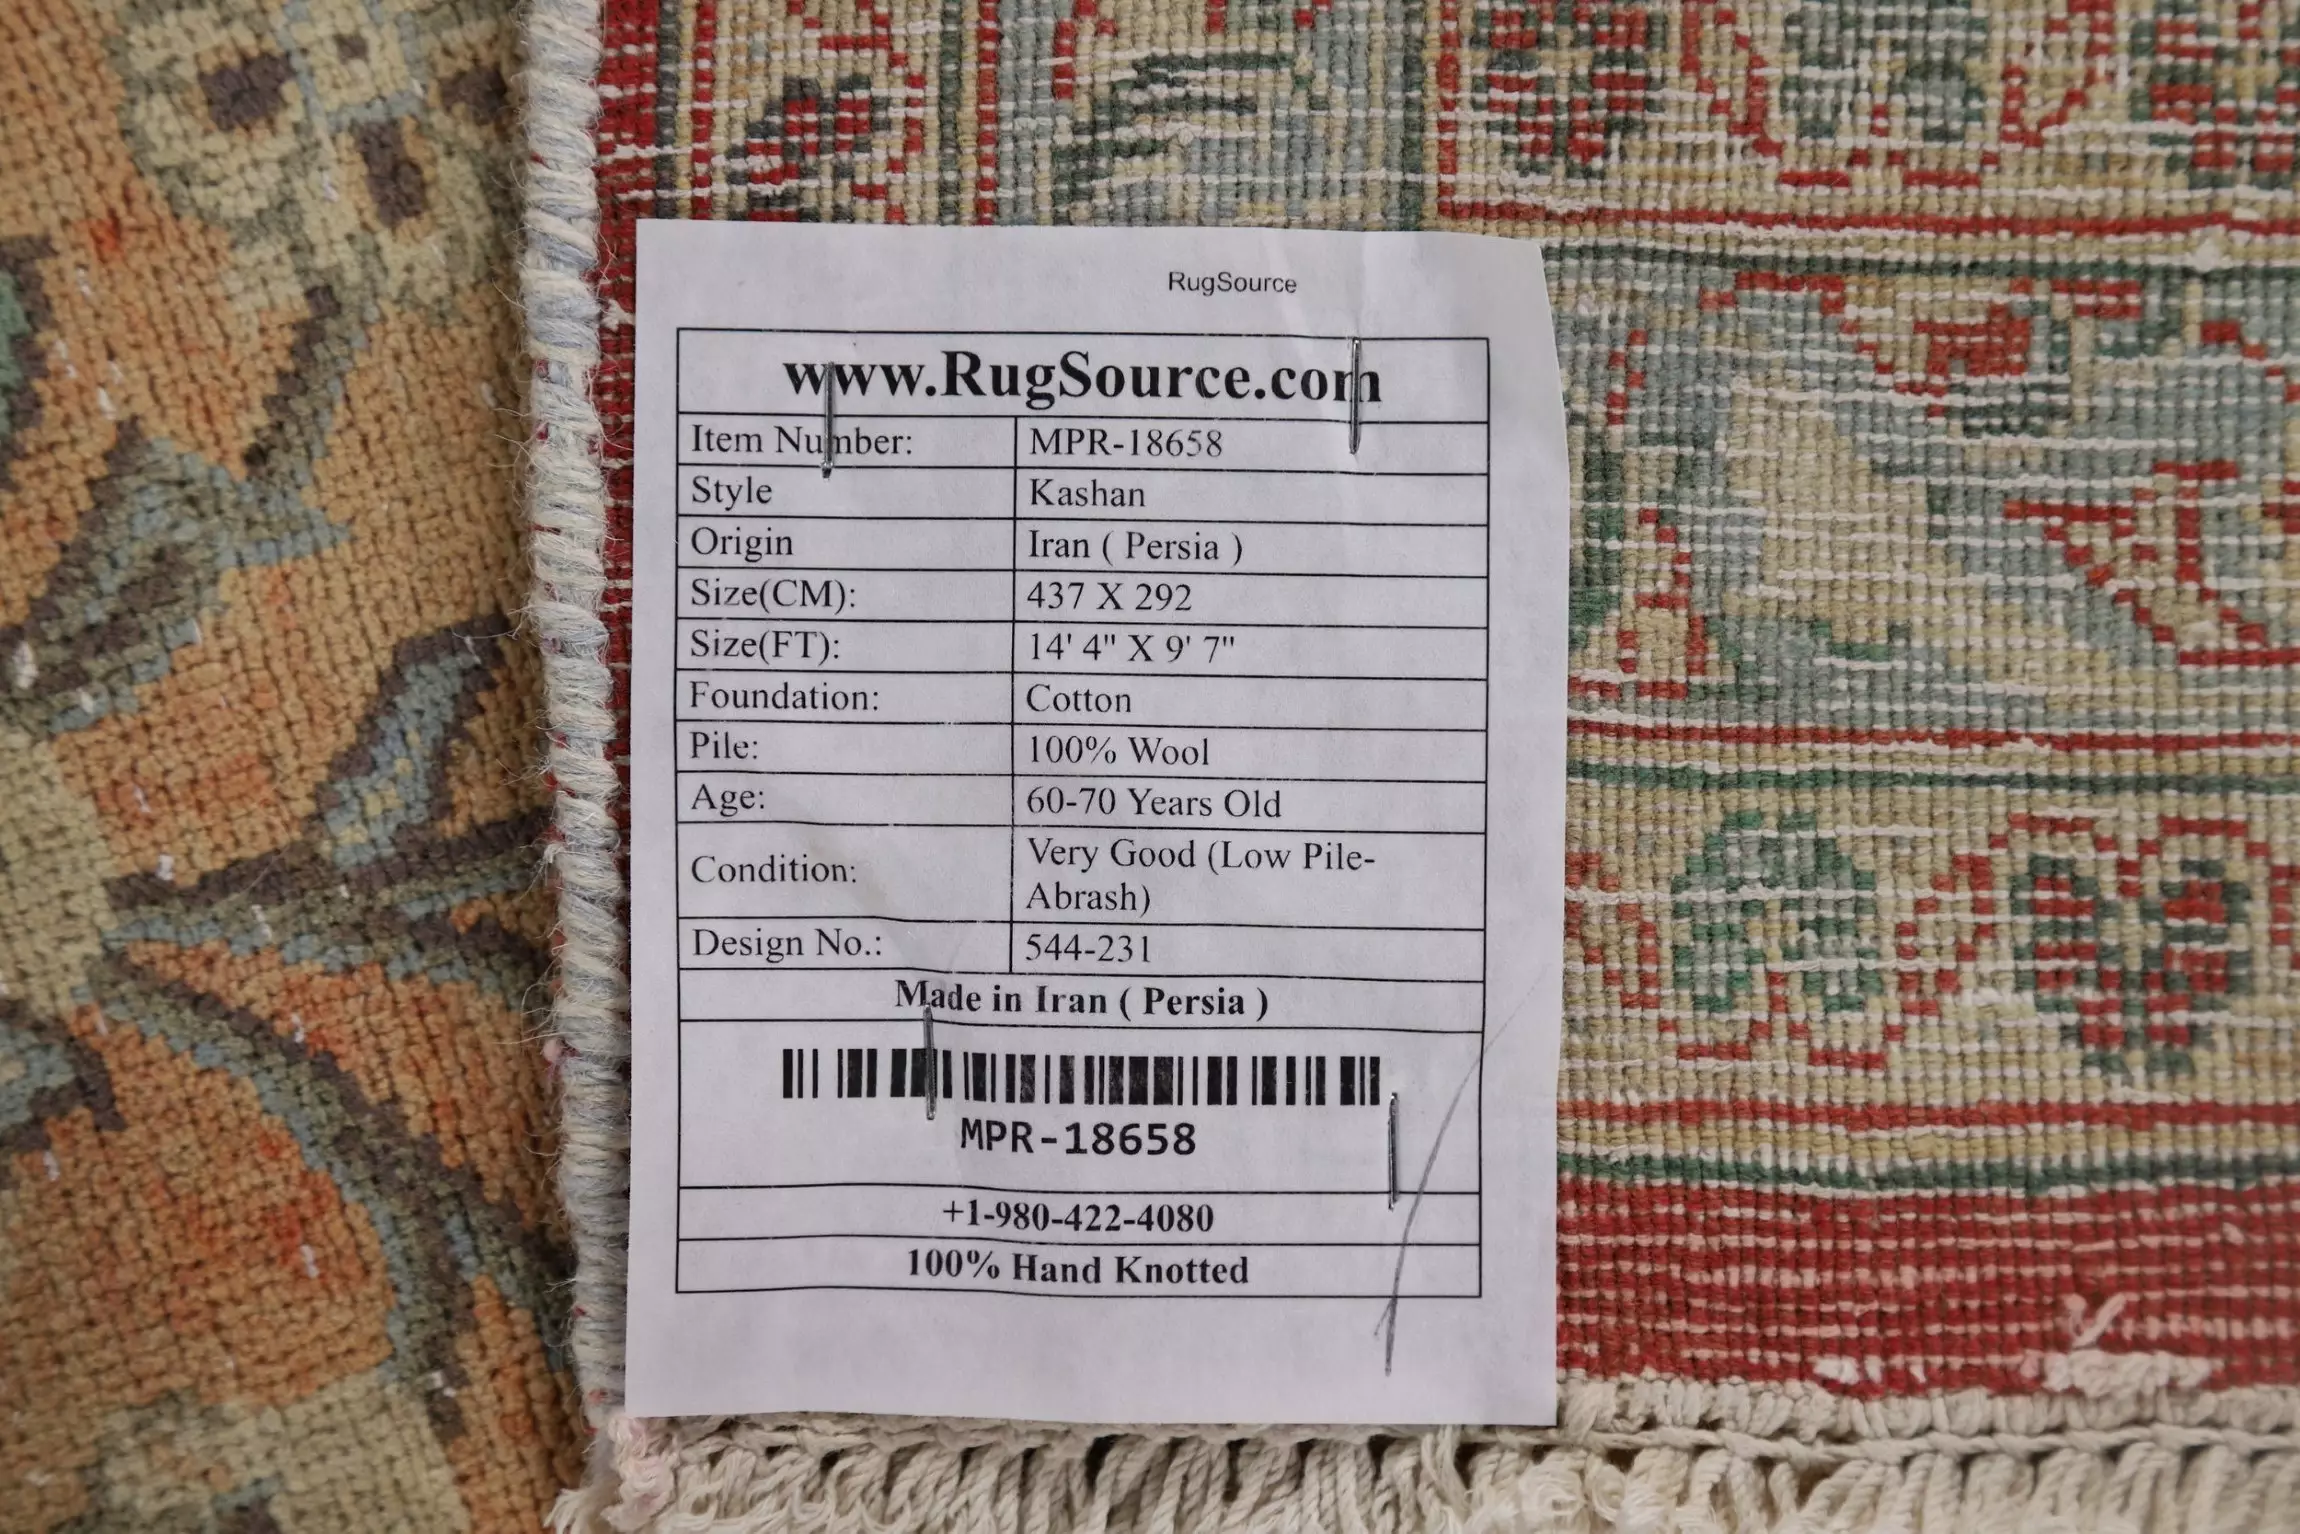 RugSource
www.RugSource.com
Item Number: MPR-18658
Style Kashan
Origin Iran ( Persia )
Size(CM): 437 X 292
Size(FT): 14' 4" X 9' 7"
Foundation: Cotton
Pile: 100% Wool
Age: 60-70 Years Old
Condition: Very Good (Low Pile-
Abrash)
Design No.: 544-231
Made in Iran ( Persia )
MPR-18658
+1-980-422-4080
100% Hand Knotted